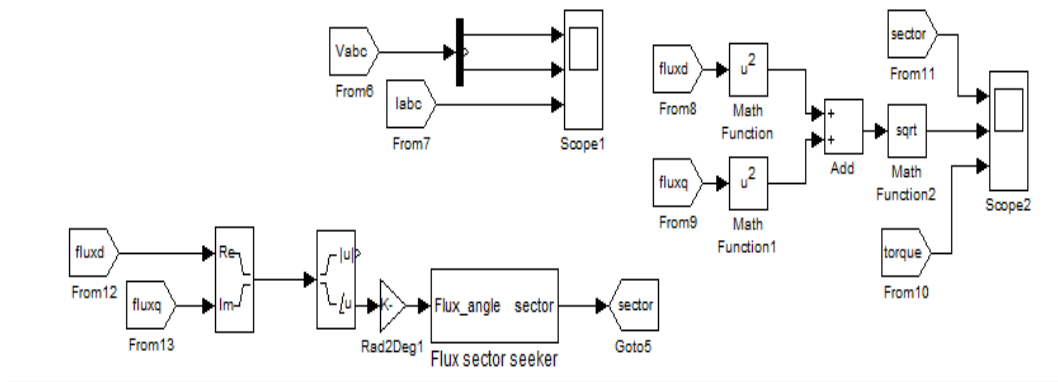 Vabc
From6
Iabc
From7
Scope1
fluxd
From8
u2
Math
Function
fluxq
From9
u2
Math
Function1
+
+
Add
sqrt
Math
Function2
sector
From11
torque
From10
Scope2
fluxd
From12
fluxq
From13
Re
Im
|u|
∠u
K-
Rad2Deg1
Flux_angle sector
Flux sector seeker
sector
Goto5